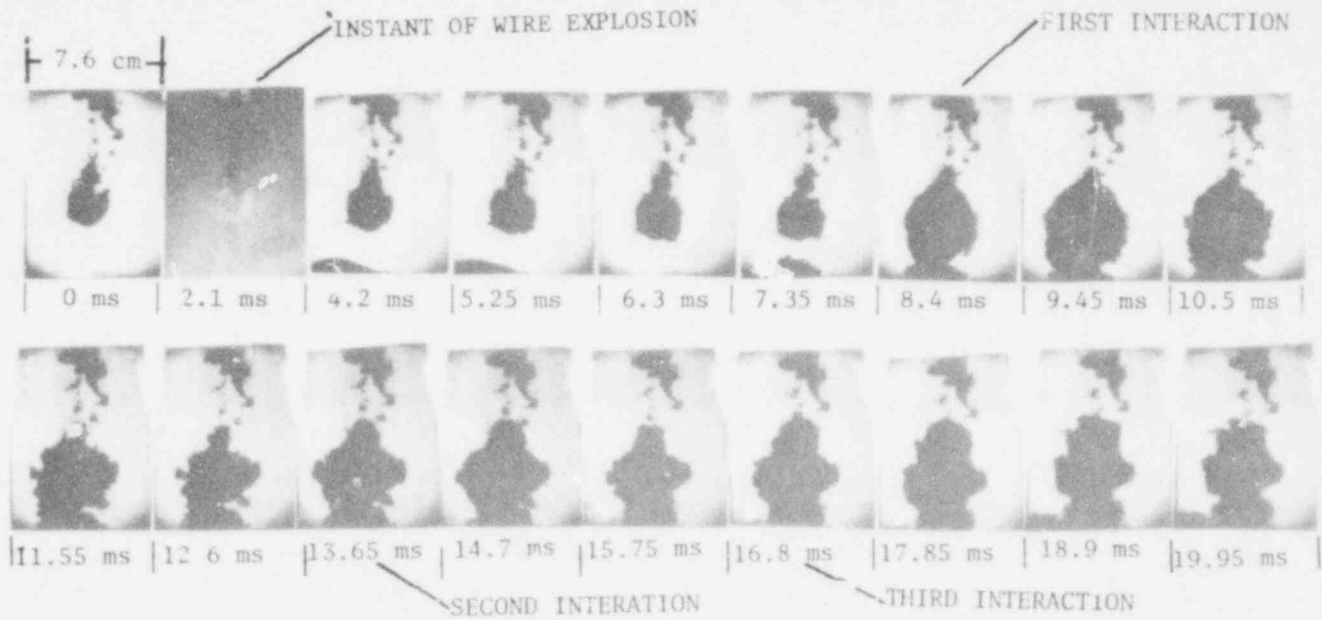 INSTANT OF WIRE EXPLOSION
FIRST INTERACTION
7.6 cm
0 ms
2.1 ms
4.2 ms
5.25 ms
6.3 ms
7.35 ms
8.4 ms
9.45 ms
10.5 ms
11.55 ms
12 6 ms
13.65 ms
14.7 ms
15.75 ms
16.8 ms
17.85 ms
18.9 ms
19.95 ms
SECOND INTERATION
THIRD INTERACTION